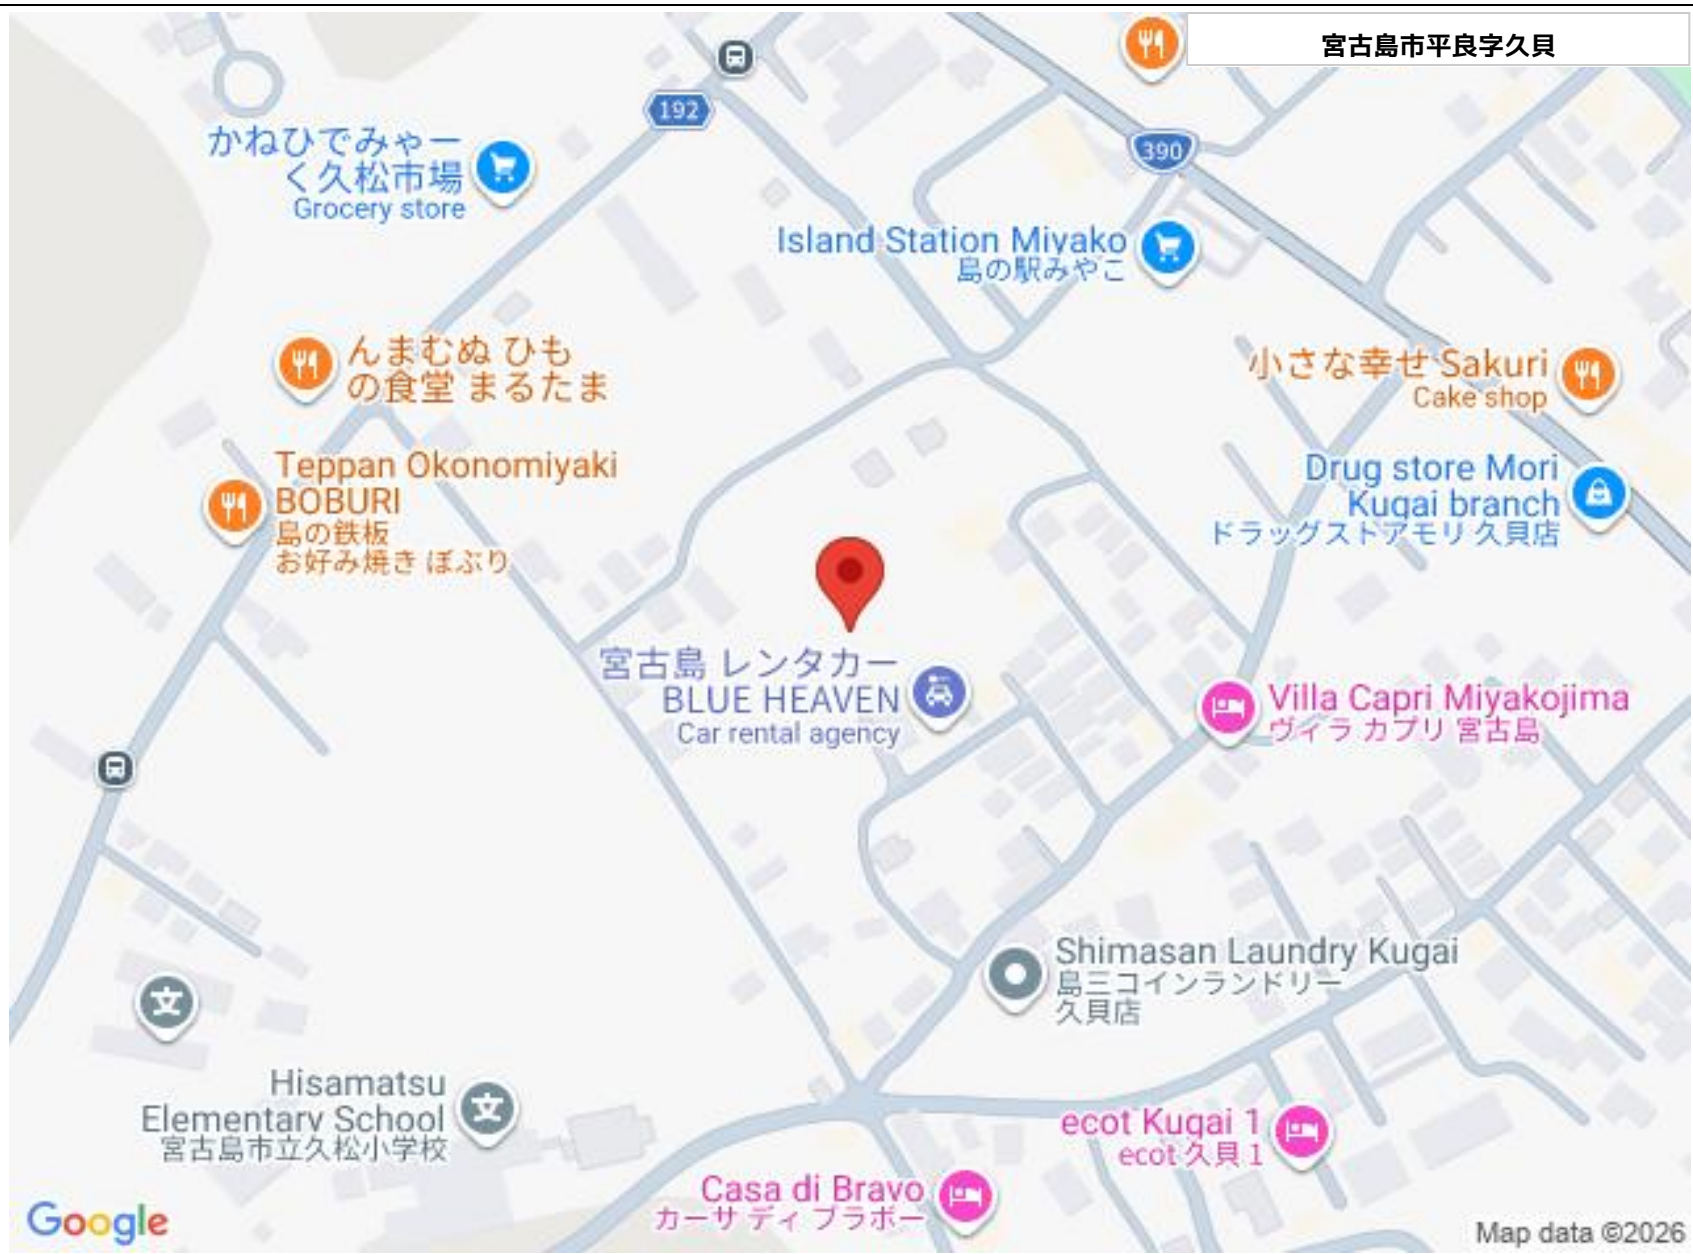 宮古島市平良字久貝
192
390
かねひでみゃー
く久松市場
Grocery store
Island Station Miyako
島の駅みやこ
んまむぬ ひも
の食堂 まるたま
小さな幸せ Sakuri
Cake shop
Teppan Okonomiyaki
BOBURI
島の鉄板
お好み焼き ぼぶり
Drug store Mori
Kugai branch
ドラッグストアモリ 久貝店
宮古島 レンタカー
BLUE HEAVEN
Car rental agency
Villa Capri Miyakojima
ヴィラ カプリ 宮古島
Shimasan Laundry Kugai
島三コインランドリー
久貝店
文
Hisamatsu
Elementary School
宮古島市立久松小学校
文
ecot Kugai 1
ecot 久貝 1
Casa di Bravo
カーサ ディ ブラボー
Google
Map data ©2026